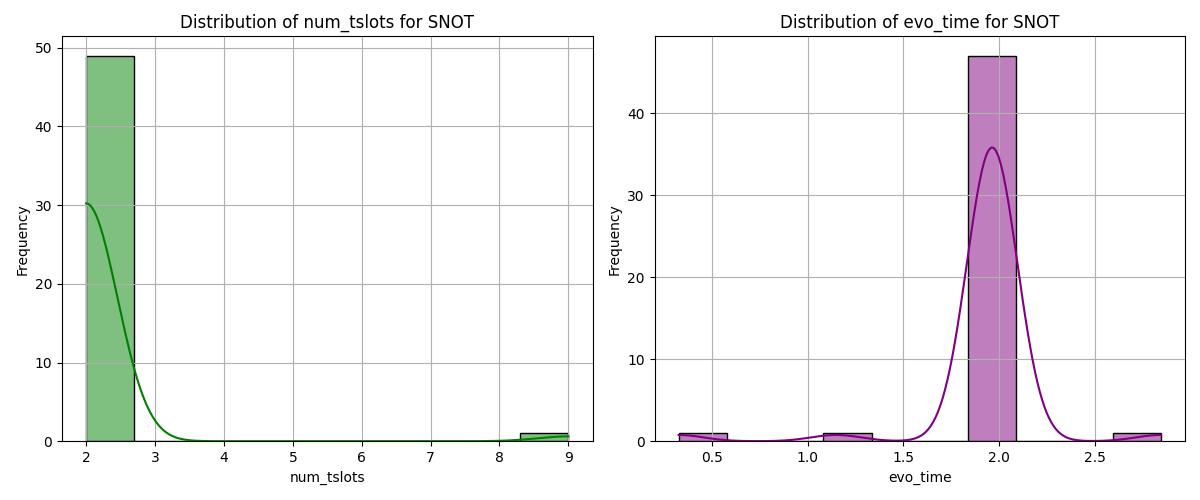 Distribution of num_tslots for SNOT
Frequency
50
40
30
20
10
0
2 3 4 5 6 7 8 9
num_tslots
Distribution of evo_time for SNOT
Frequency
40
30
20
10
0
0.5 1.0 1.5 2.0 2.5
evo_time